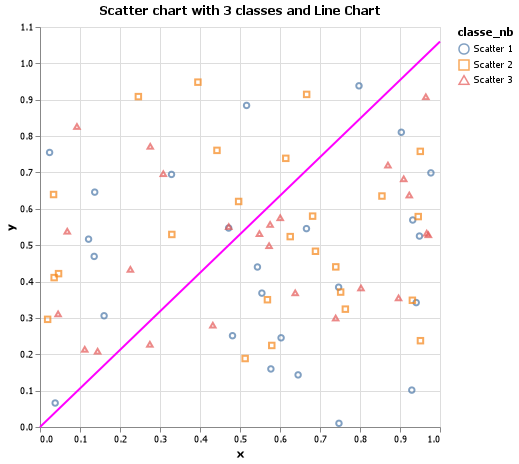 Scatter chart with 3 classes and Line Chart
classe_nb
Scatter 1
Scatter 2
Scatter 3
1.1
1.0
0.9
0.8
0.7
0.6
0.5
0.4
0.3
0.2
0.1
0.0
y
0.0 0.1 0.2 0.3 0.4 0.5 0.6 0.7 0.8 0.9 1.0
x